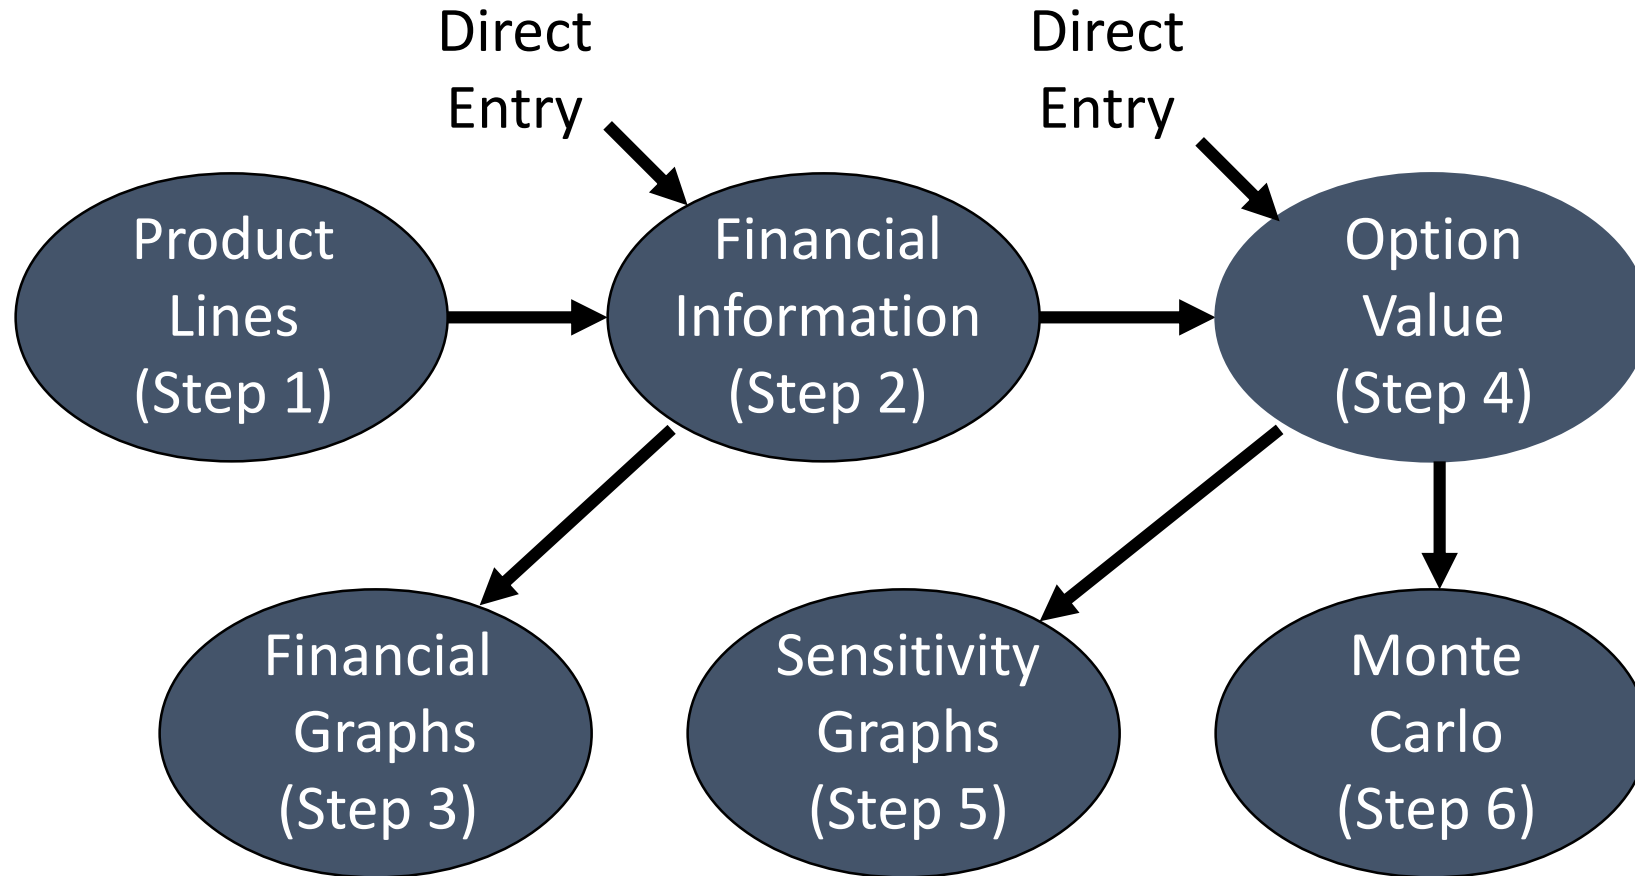 Direct
Entry
Direct
Entry
Product
Lines
(Step 1)
Financial
Information
(Step 2)
Option
Value
(Step 4)
Financial
Graphs
(Step 3)
Sensitivity
Graphs
(Step 5)
Monte
Carlo
(Step 6)